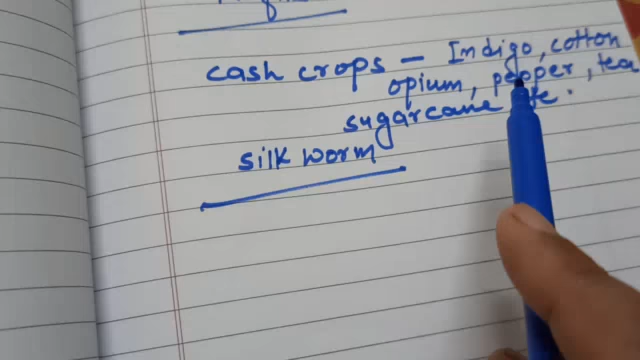 cash crops - Indigo, cotton
opium, pepper, tea
sugarcane
silk worm